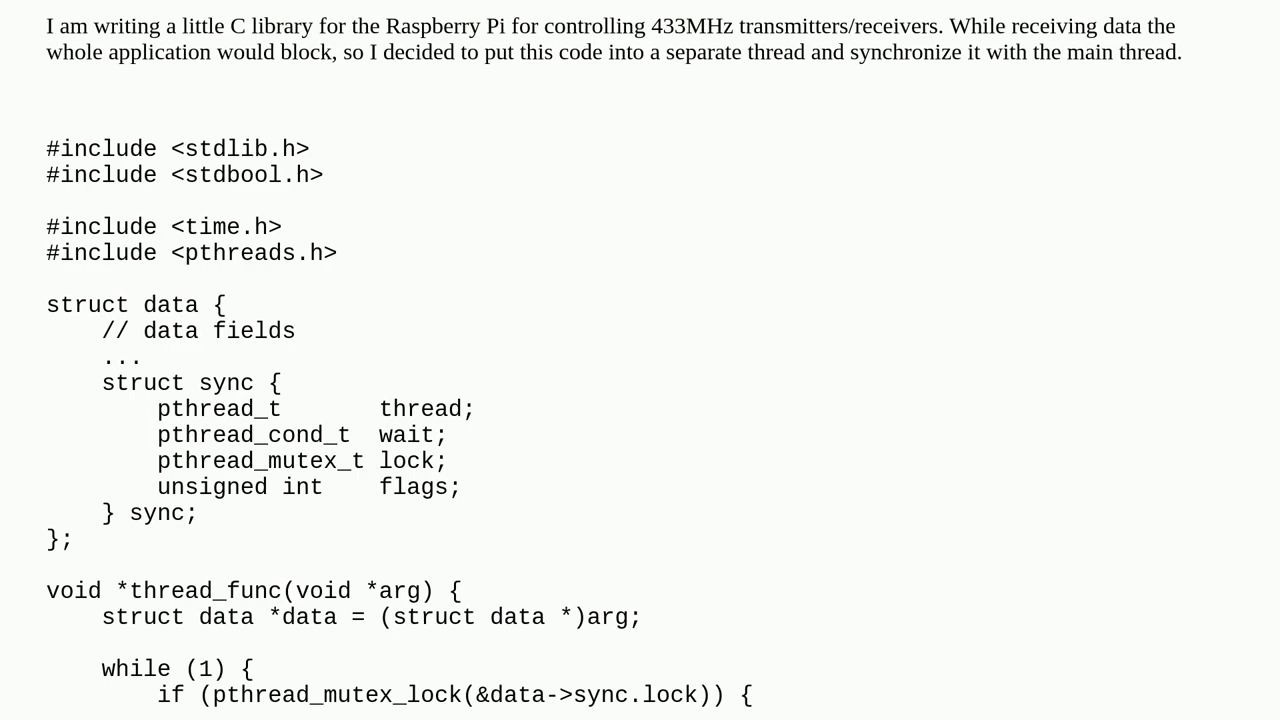 I am writing a little C library for the Raspberry Pi for controlling 433MHz transmitters/receivers. While receiving data the
whole application would block, so I decided to put this code into a separate thread and synchronize it with the main thread.
#include <stdlib.h>
#include <stdbool.h>
#include <time.h>
#include <pthreads.h>
struct data {
    // data fields
    ...
    struct sync {
        pthread_t       thread;
        pthread_cond_t  wait;
        pthread_mutex_t lock;
        unsigned int    flags;
    } sync;
};
void *thread_func(void *arg) {
    struct data *data = (struct data *)arg;
    while (1) {
        if (pthread_mutex_lock(&data->sync.lock)) {